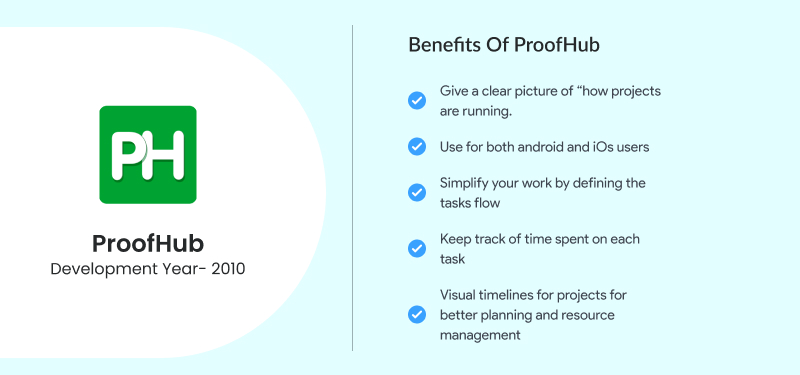 PH
ProofHub
Development Year- 2010
Benefits Of ProofHub
Give a clear picture of “how projects
are running.
Use for both android and iOs users
Simplify your work by defining the
tasks flow
Keep track of time spent on each
task
Visual timelines for projects for
better planning and resource
management